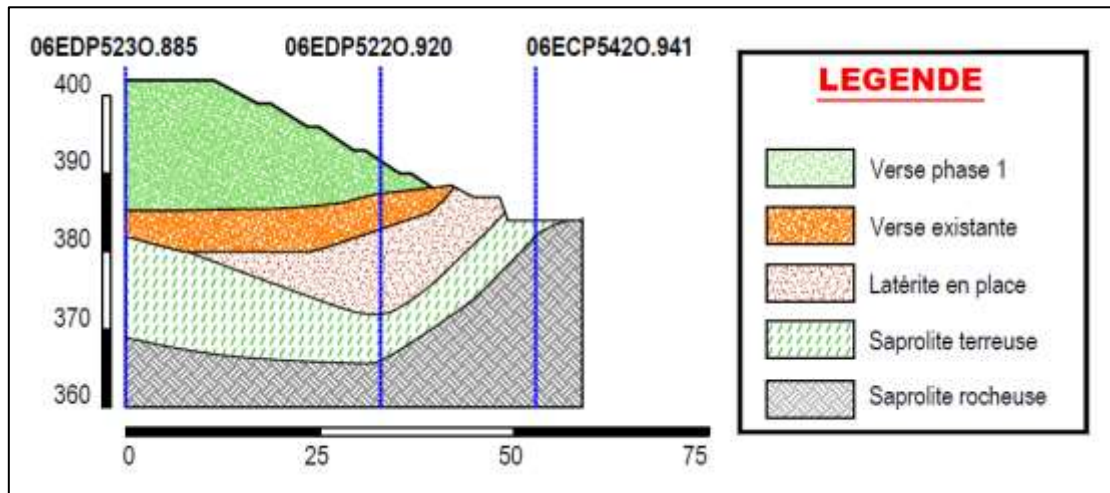 06EDP523O.885 06EDP522O.920 06ECP542O.941
400
390
380
370
360
0 25 50 75
LEGENDE
Verse phase 1
Verse existante
Latérite en place
Saprolite terreuse
Saprolite rocheuse